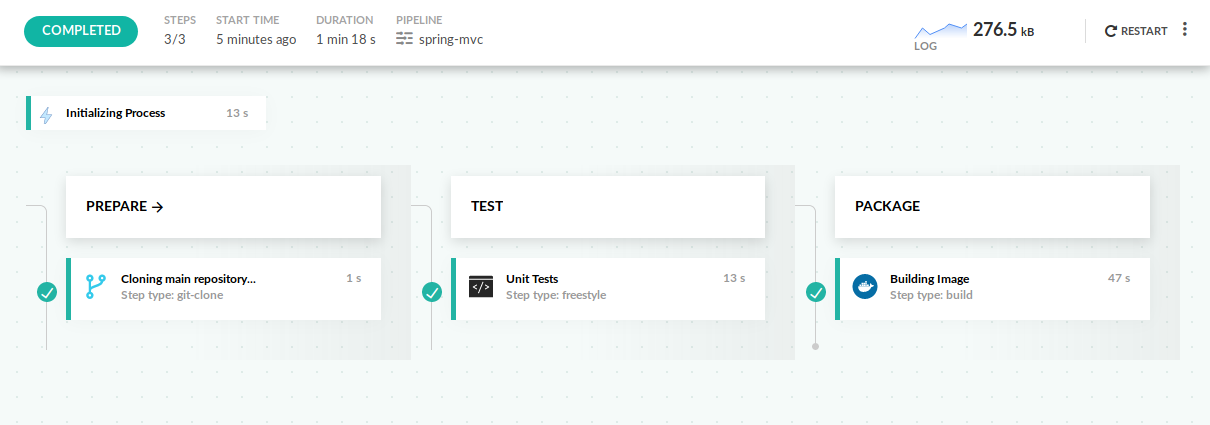 COMPLETED
STEPS
3/3
START TIME
5 minutes ago
DURATION
1 min 18 s
PIPELINE
spring-mvc
LOG
276.5 kB
RESTART
Initializing Process 13 s
PREPARE →
Cloning main repository... 1 s
Step type: git-clone
TEST
</>
Unit Tests 13 s
Step type: freestyle
PACKAGE
Building Image 47 s
Step type: build